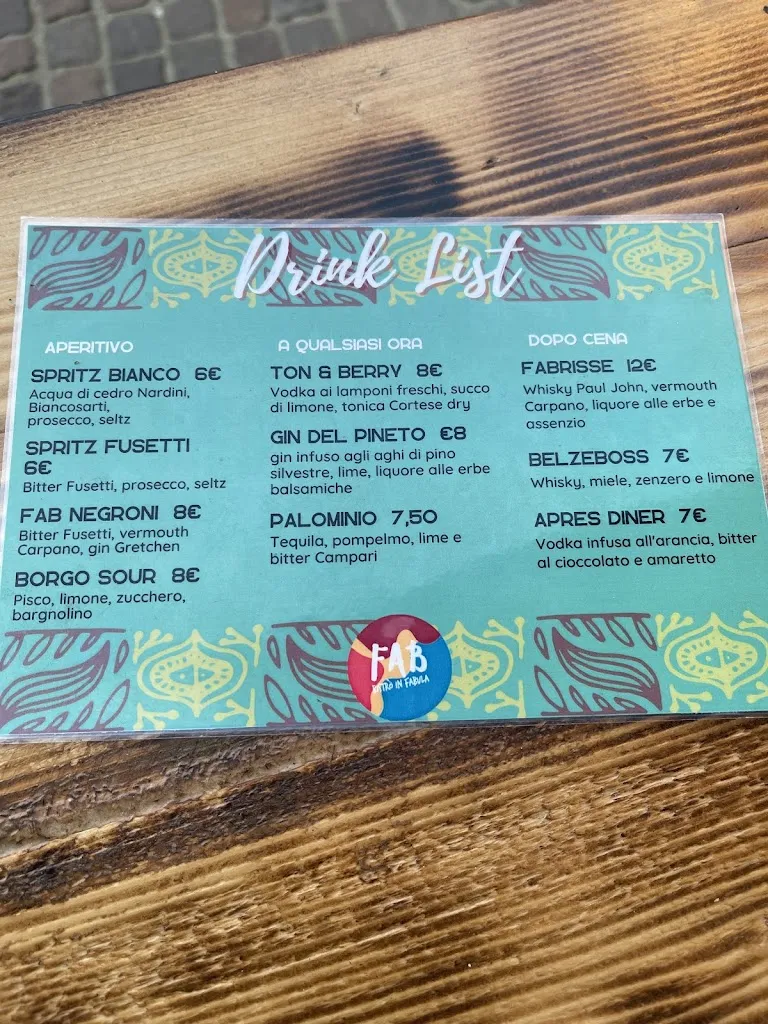 Drink List
APERITIVO
SPRITZ BIANCO 6€
Acqua di cedro Nardini,
Biancosarti,
prosecco, seltz
SPRITZ FUSETTI
6€
Bitter Fusetti, prosecco, seltz
FAB NEGRONI 8€
Bitter Fusetti, vermouth
Carpano, gin Gretchen
BORGO SOUR 8€
Pisco, limone, zucchero,
bargnolino
A QUALSIASI ORA
TON & BERRY 8€
Vodka ai lamponi freschi, succo
di limone, tonica Cortese dry
GIN DEL PINETO €8
gin infuso agli aghi di pino
silvestre, lime, liquore alle erbe
balsamiche
PALOMINIO 7,50
Tequila, pompelmo, lime e
bitter Campari
DOPO CENA
FABRISSE 12€
Whisky Paul John, vermouth
Carpano, liquore alle erbe e
assenzio
BELZEBOSS 7€
Whisky, miele, zenzero e limone
APRES DINER 7€
Vodka infusa all'arancia, bitter
al cioccolato e amaretto
FAB
IN FABULA